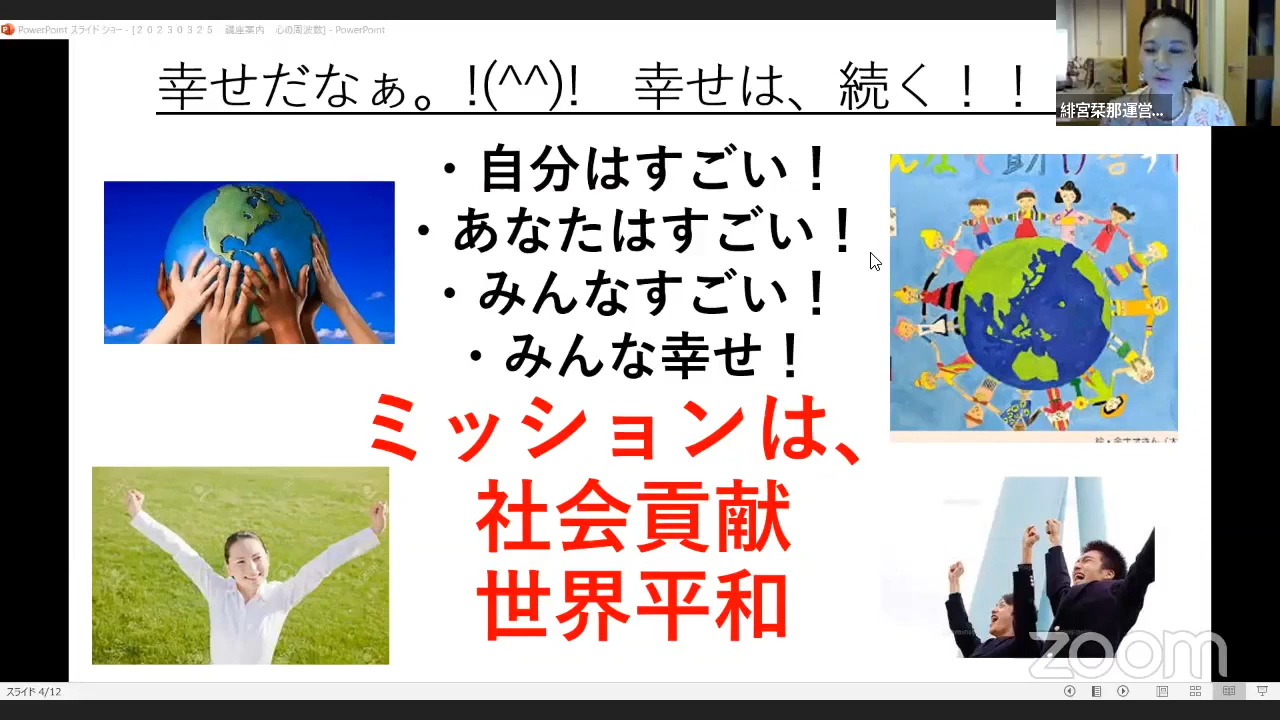 PowerPoint スライド ショー - [２０２３０３２５　講座案内　心の周波数] - PowerPoint
幸せだなぁ。!(^^)!　幸せは、続く！！
緋宮栞那運営...
・自分はすごい！
・あなたはすごい！
・みんなすごい！
・みんな幸せ！
ミッションは、
社会貢献
世界平和
zoom
スライド 4/12